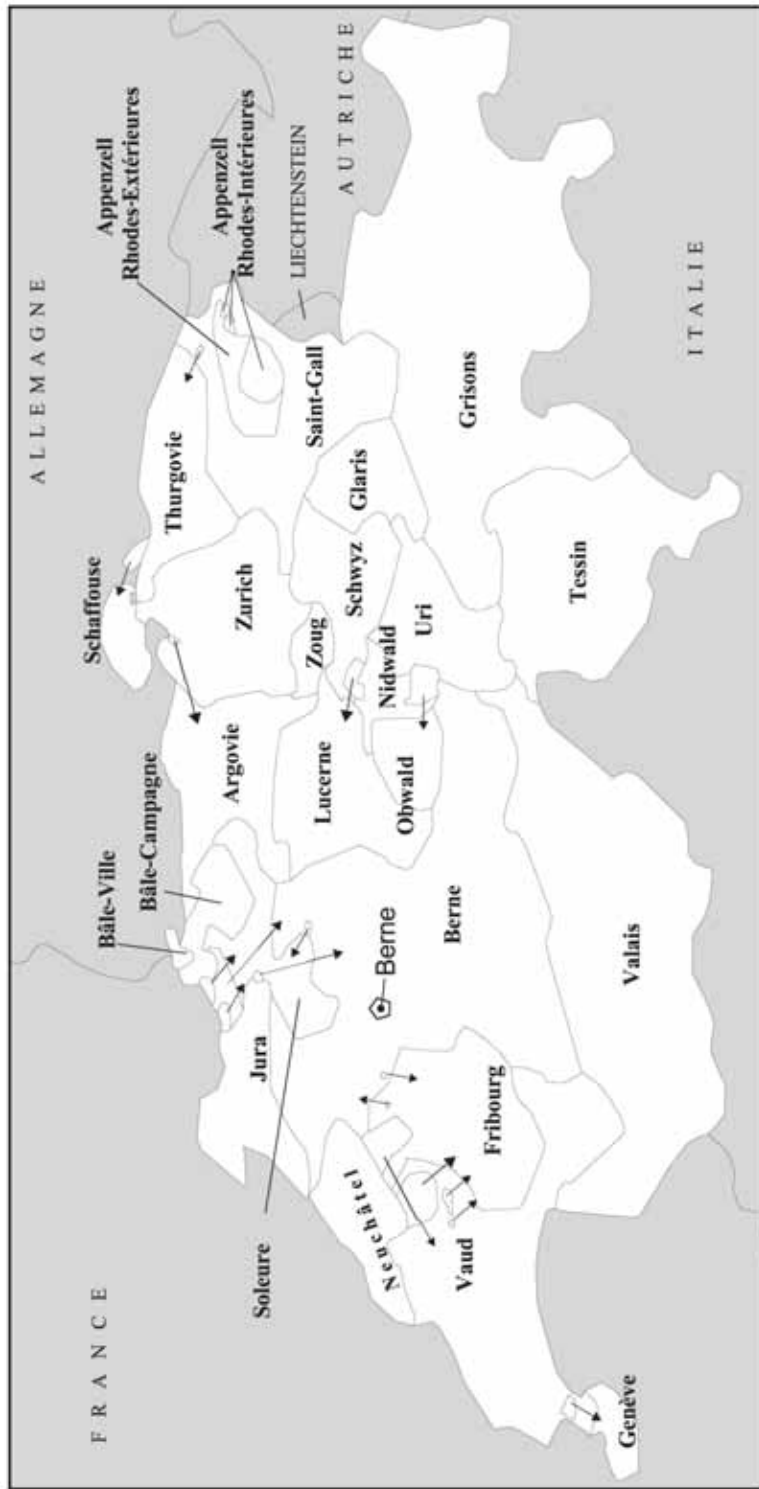 ALLEMAGNE
FRANCE
AUTRICHE
ITALIE
LIECHTENSTEIN
Appenzell
Rhodes-Extérieures
Appenzell
Rhodes-Intérieures
Schaffouse
Bâle-Ville
Bâle-Campagne
Thurgovie
Zurich
Argovie
Jura
Soleure
Saint-Gall
Glaris
Schwyz
Zoug
Lucerne
Nidwald
Obwald
Uri
Berne
Berne
Neuchâtel
Fribourg
Vaud
Grisons
Tessin
Valais
Genève